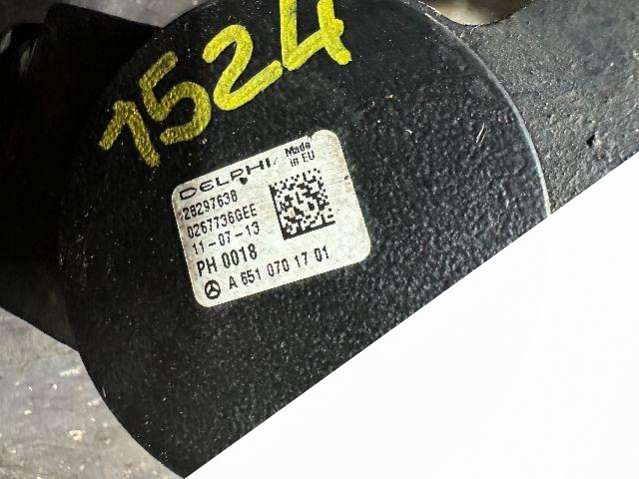 1524
DELPHI
Made
in EU
28297638
0267736GEE
11-07-13
PH 0018
A 651 070 17 01